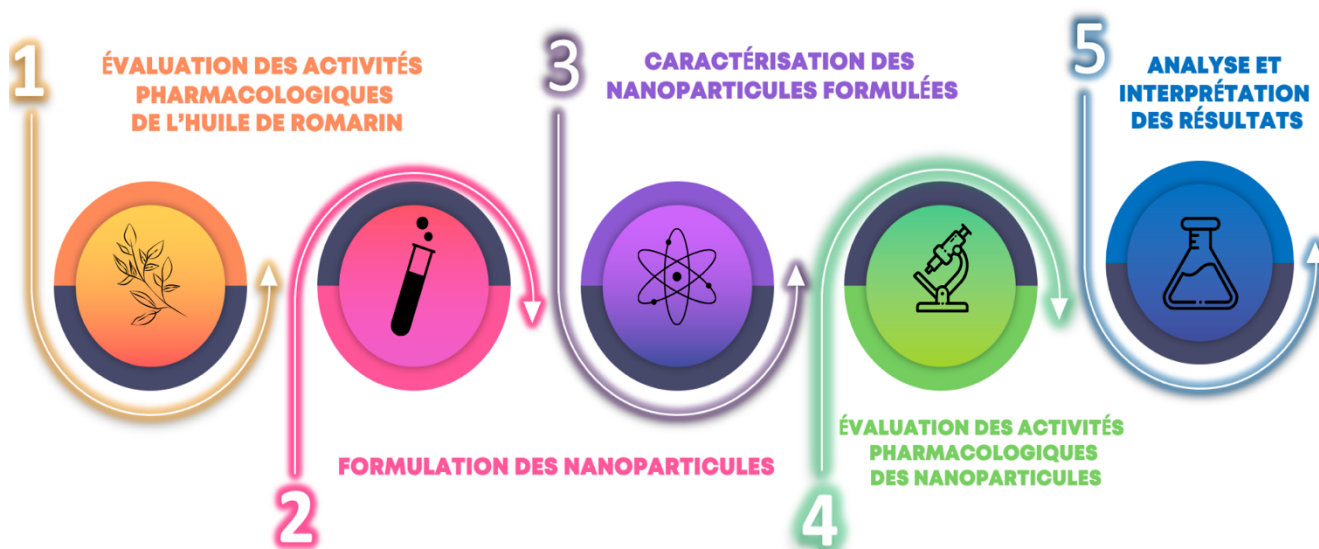 1
ÉVALUATION DES ACTIVITÉS
PHARMACOLOGIQUES
DE L'HUILE DE ROMARIN
2
FORMULATION DES NANOPARTICULES
3
CARACTÉRISATION DES
NANOPARTICULES FORMULÉES
4
ÉVALUATION DES ACTIVITÉS
PHARMACOLOGIQUES
DES NANOPARTICULES
5
ANALYSE ET
INTERPRÉTATION
DES RÉSULTATS